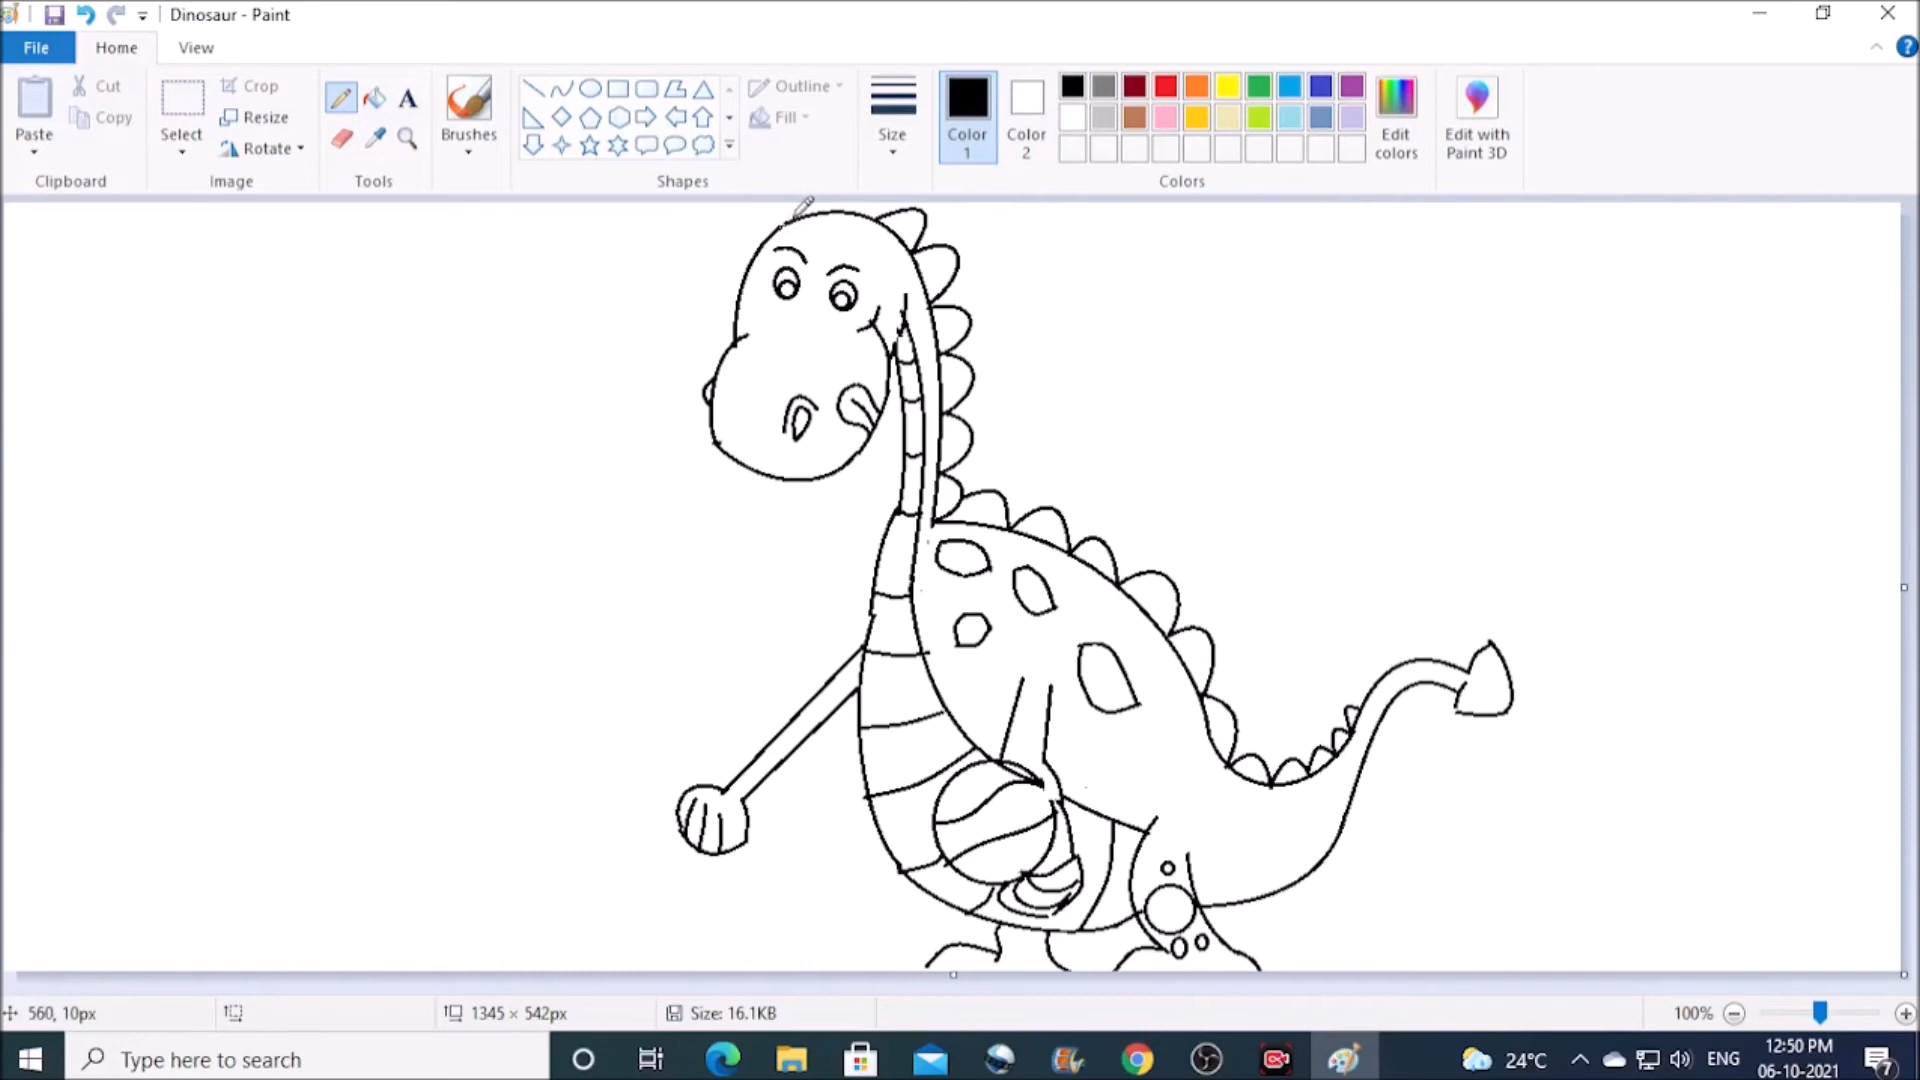 Dinosaur - Paint
File Home View
Paste Cut Copy Clipboard
Select Crop Resize Rotate Image
A Tools
Brushes
Shapes Outline Fill
Size
Color 1 Color 2 Colors
Edit colors
Edit with Paint 3D
?
560, 10px 1345 × 542px Size: 16.1KB 100%
Type here to search 24°C ENG 12:50 PM
06-10-2021 7